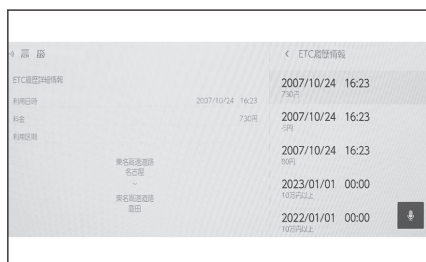 ETC履歴詳細情報
利用日時 2007/10/24 16:23
料金 730円
利用区間
東名高速道路
名古屋
～
東名高速道路
豊田
< ETC履歴情報
2007/10/24 16:23
730円
2007/10/24 16:23
-5円
2007/10/24 16:23
80円
2023/01/01 00:00
10万円以上
2022/01/01 00:00
10万円以上